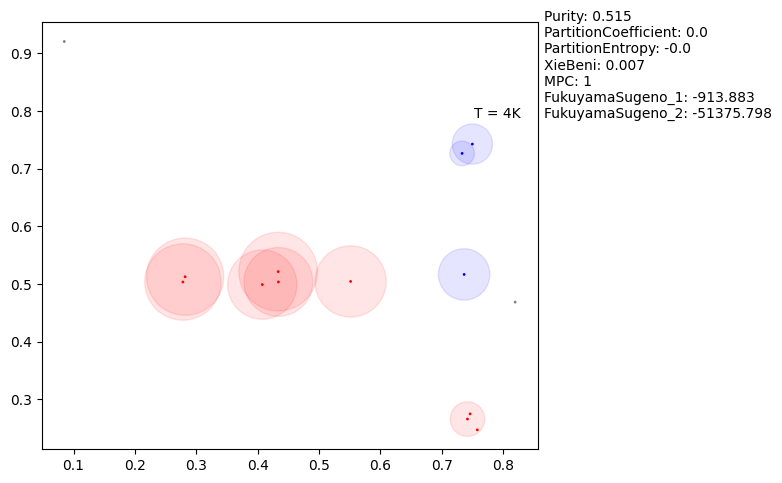 Purity: 0.515
PartitionCoefficient: 0.0
PartitionEntropy: -0.0
XieBeni: 0.007
MPC: 1
FukuyamaSugeno_1: -913.883
FukuyamaSugeno_2: -51375.798
T = 4K
0.9
0.8
0.7
0.6
0.5
0.4
0.3
0.1 0.2 0.3 0.4 0.5 0.6 0.7 0.8